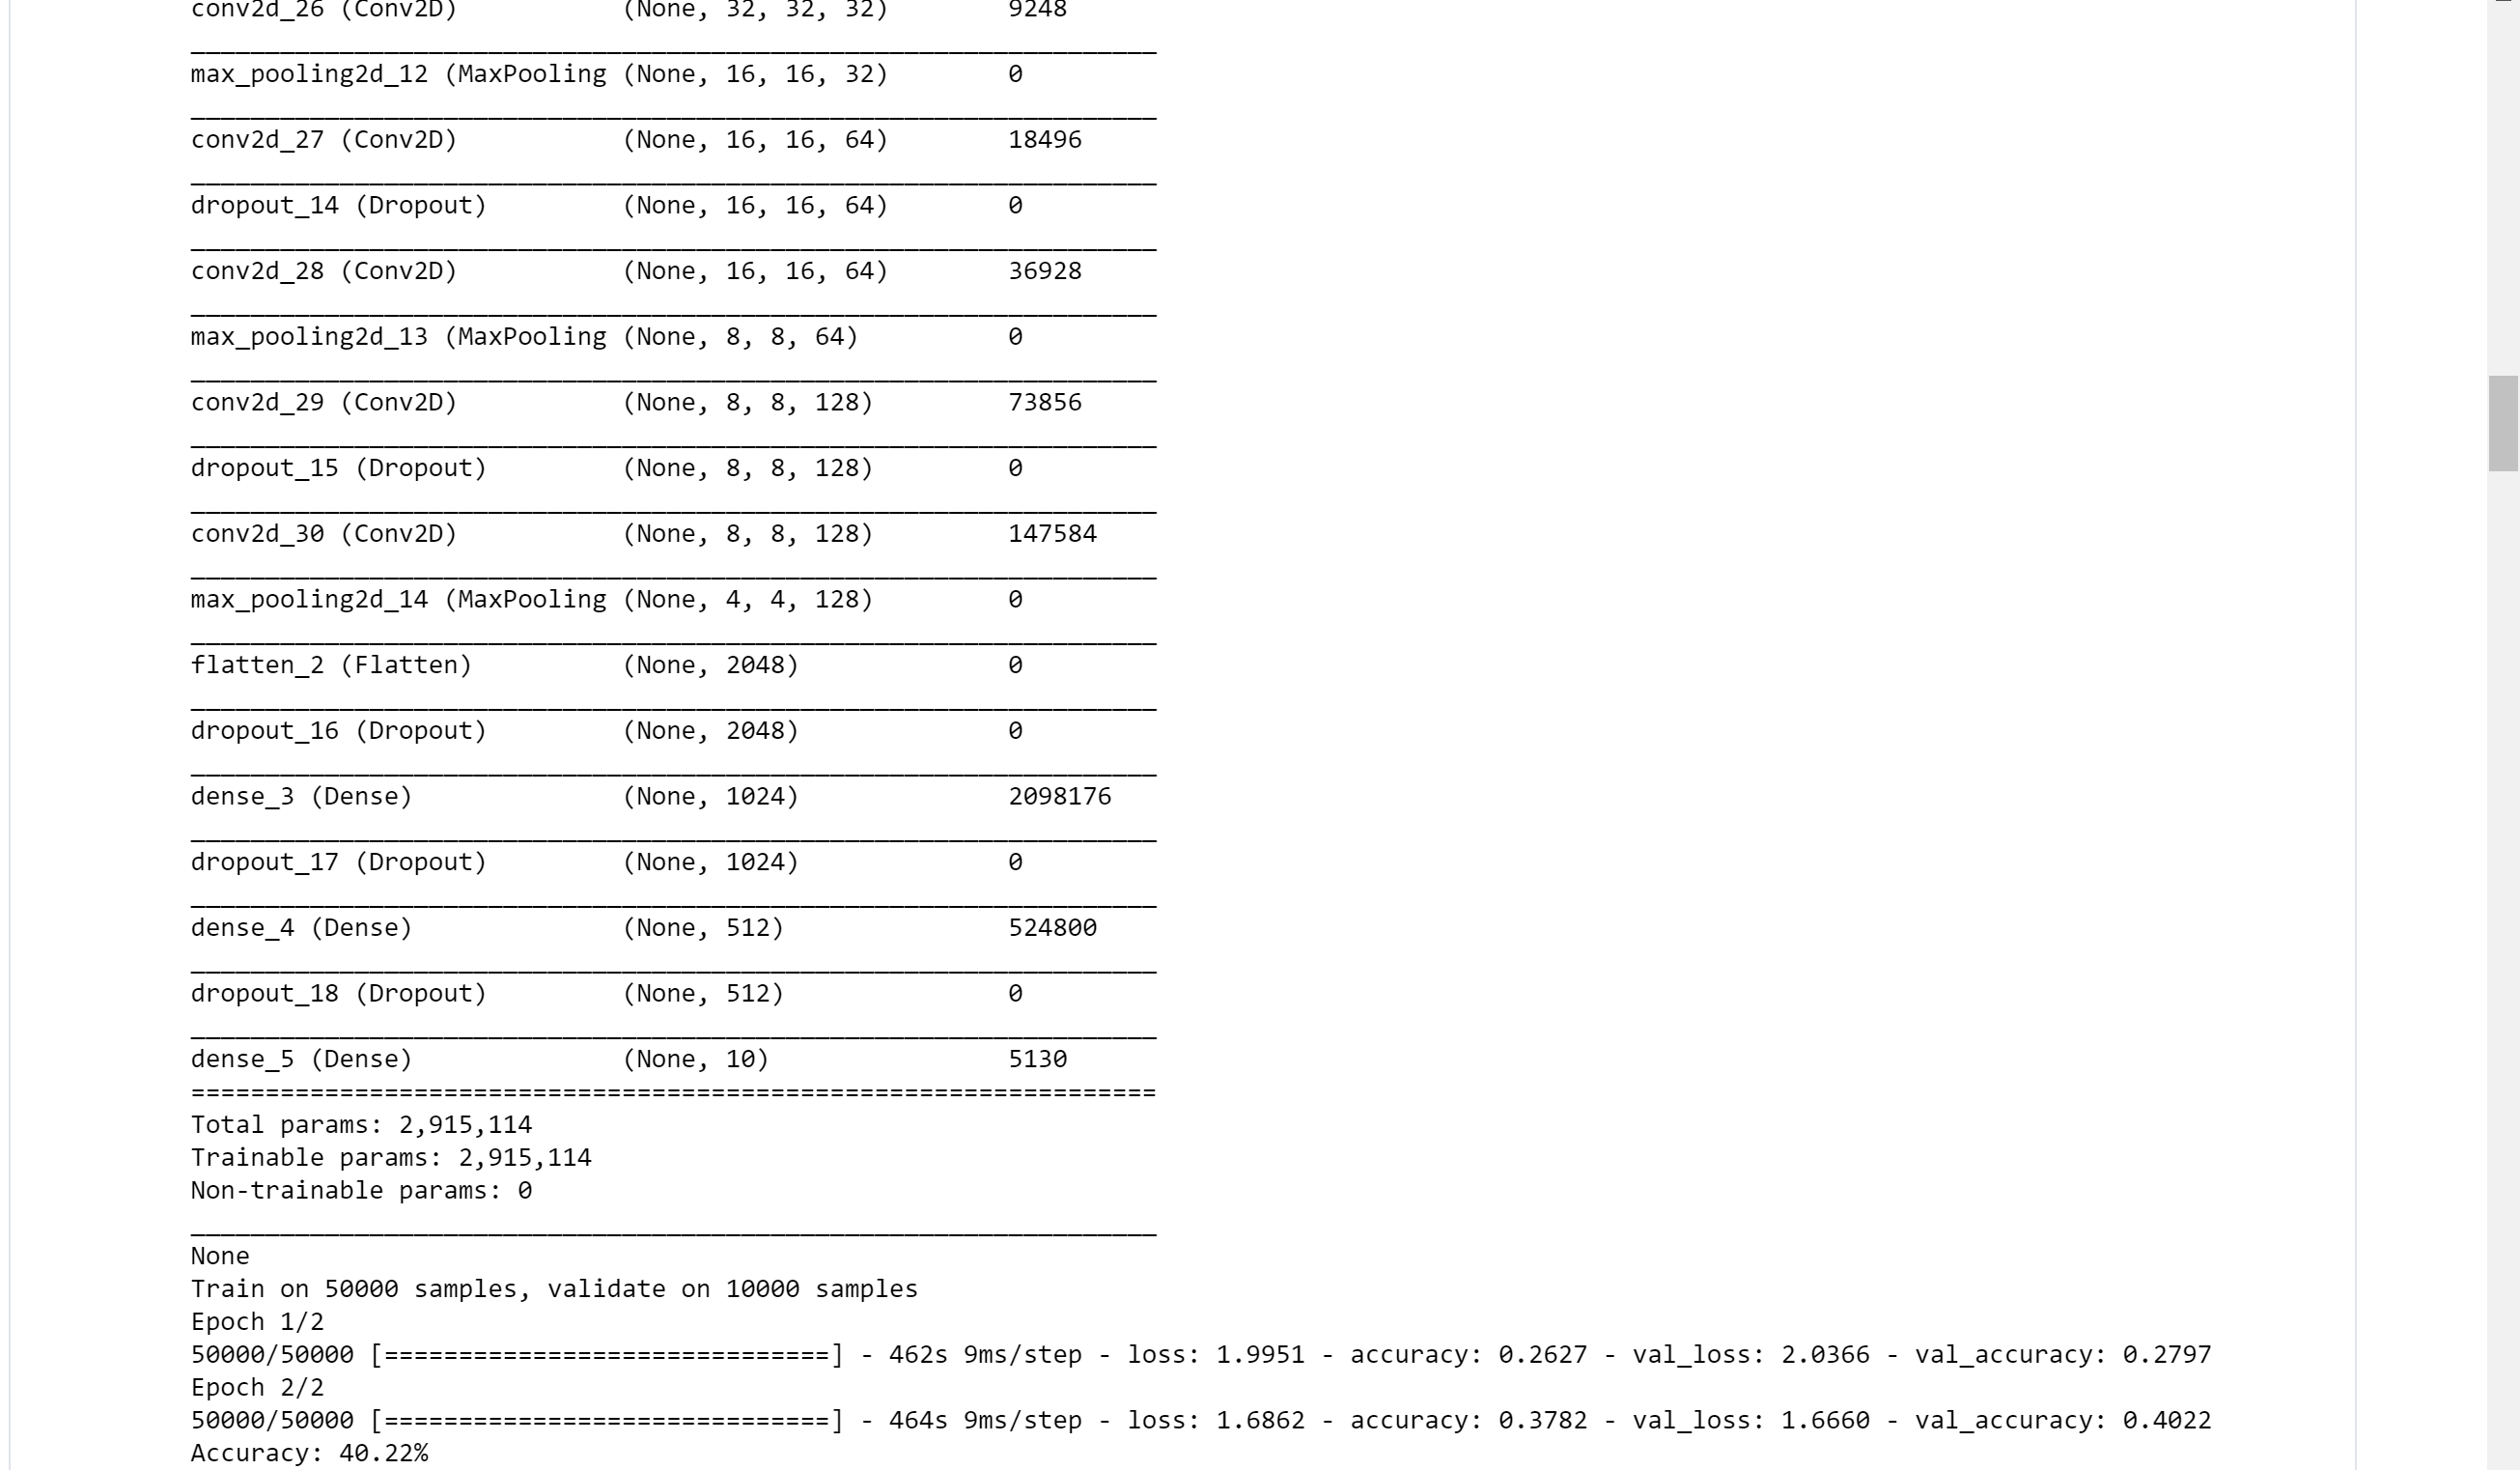 conv2d_26 (Conv2D)           (None, 32, 32, 32)        9248
_________________________________________________________________
max_pooling2d_12 (MaxPooling (None, 16, 16, 32)        0
_________________________________________________________________
conv2d_27 (Conv2D)           (None, 16, 16, 64)        18496
_________________________________________________________________
dropout_14 (Dropout)         (None, 16, 16, 64)        0
_________________________________________________________________
conv2d_28 (Conv2D)           (None, 16, 16, 64)        36928
_________________________________________________________________
max_pooling2d_13 (MaxPooling (None, 8, 8, 64)          0
_________________________________________________________________
conv2d_29 (Conv2D)           (None, 8, 8, 128)         73856
_________________________________________________________________
dropout_15 (Dropout)         (None, 8, 8, 128)         0
_________________________________________________________________
conv2d_30 (Conv2D)           (None, 8, 8, 128)         147584
_________________________________________________________________
max_pooling2d_14 (MaxPooling (None, 4, 4, 128)         0
_________________________________________________________________
flatten_2 (Flatten)          (None, 2048)              0
_________________________________________________________________
dropout_16 (Dropout)         (None, 2048)              0
_________________________________________________________________
dense_3 (Dense)              (None, 1024)              2098176
_________________________________________________________________
dropout_17 (Dropout)         (None, 1024)              0
_________________________________________________________________
dense_4 (Dense)              (None, 512)               524800
_________________________________________________________________
dropout_18 (Dropout)         (None, 512)               0
_________________________________________________________________
dense_5 (Dense)              (None, 10)                5130
=================================================================
Total params: 2,915,114
Trainable params: 2,915,114
Non-trainable params: 0
_________________________________________________________________
None
Train on 50000 samples, validate on 10000 samples
Epoch 1/2
50000/50000 [==============================] - 462s 9ms/step - loss: 1.9951 - accuracy: 0.2627 - val_loss: 2.0366 - val_accuracy: 0.2797
Epoch 2/2
50000/50000 [==============================] - 464s 9ms/step - loss: 1.6862 - accuracy: 0.3782 - val_loss: 1.6660 - val_accuracy: 0.4022
Accuracy: 40.22%